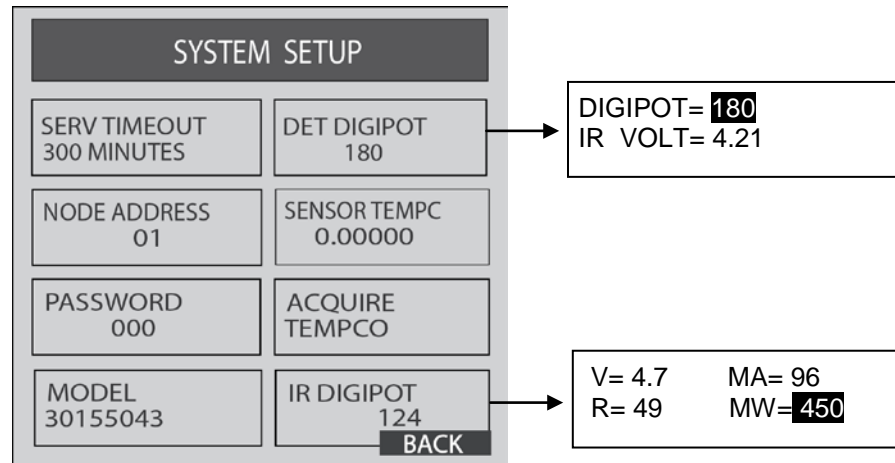 SYSTEM SETUP
SERV TIMEOUT
300 MINUTES
DET DIGIPOT
180
DIGIPOT= 180
IR VOLT= 4.21
NODE ADDRESS
01
SENSOR TEMPC
0.00000
PASSWORD
000
ACQUIRE
TEMPCO
MODEL
30155043
IR DIGIPOT
124
BACK
V= 4.7 MA= 96
R= 49 MW= 450